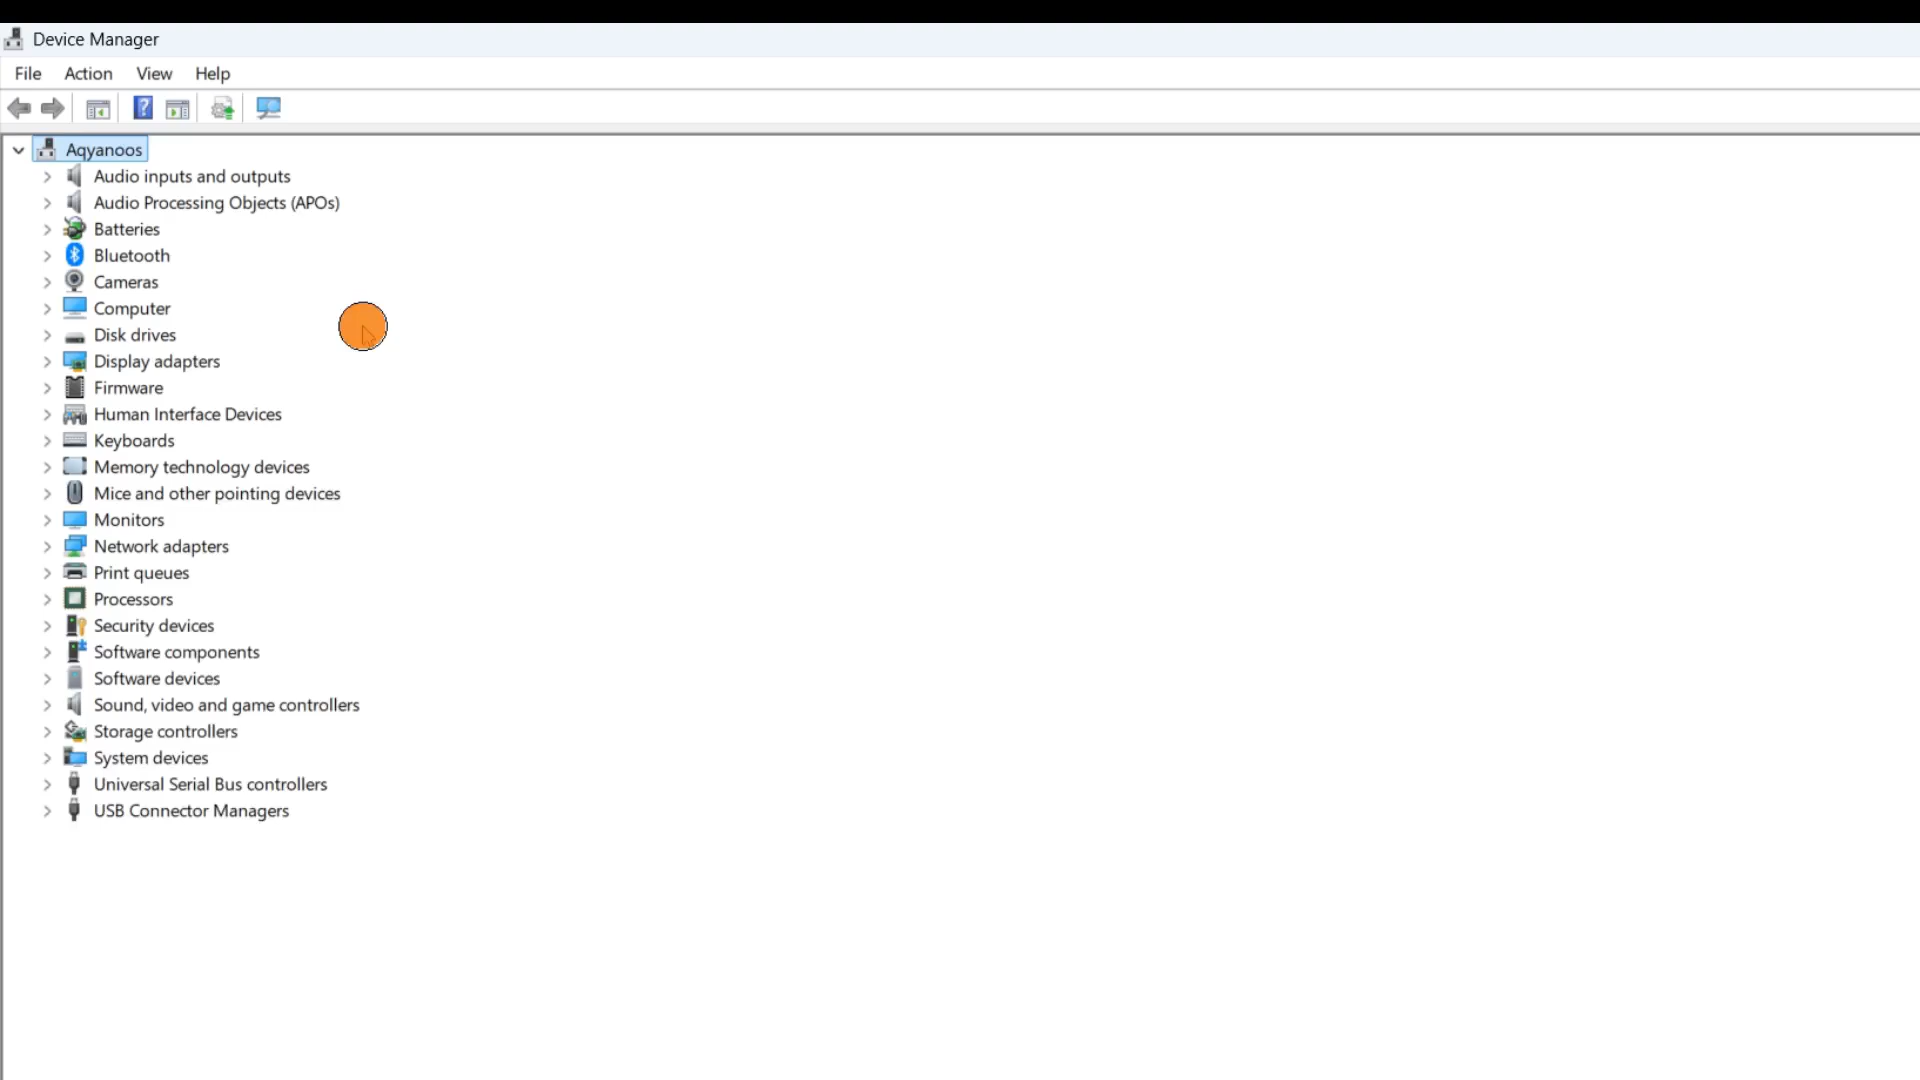 Device Manager
File Action View Help
Aqyanoos
Audio inputs and outputs
Audio Processing Objects (APOs)
Batteries
Bluetooth
Cameras
Computer
Disk drives
Display adapters
Firmware
Human Interface Devices
Keyboards
Memory technology devices
Mice and other pointing devices
Monitors
Network adapters
Print queues
Processors
Security devices
Software components
Software devices
Sound, video and game controllers
Storage controllers
System devices
Universal Serial Bus controllers
USB Connector Managers